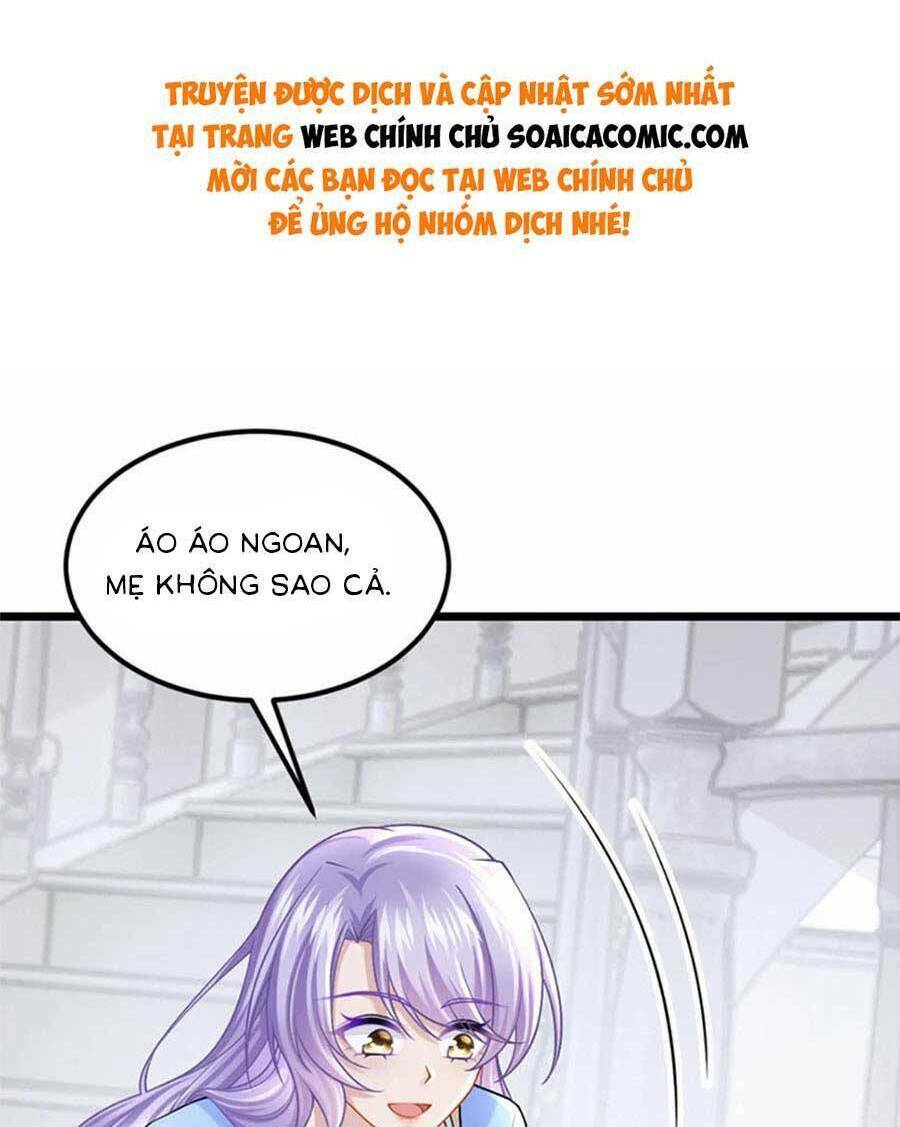 TRUYỆN ĐƯỢC DỊCH VÀ CẬP NHẬT SỚM NHẤT
TẠI TRANG WEB CHÍNH CHỦ SOAICACOMIC.COM
MỜI CÁC BẠN ĐỌC TẠI WEB CHÍNH CHỦ
ĐỂ ỦNG HỘ NHÓM DỊCH NHÉ!
ÁO ÁO NGOAN,
MẸ KHÔNG SAO CẢ.